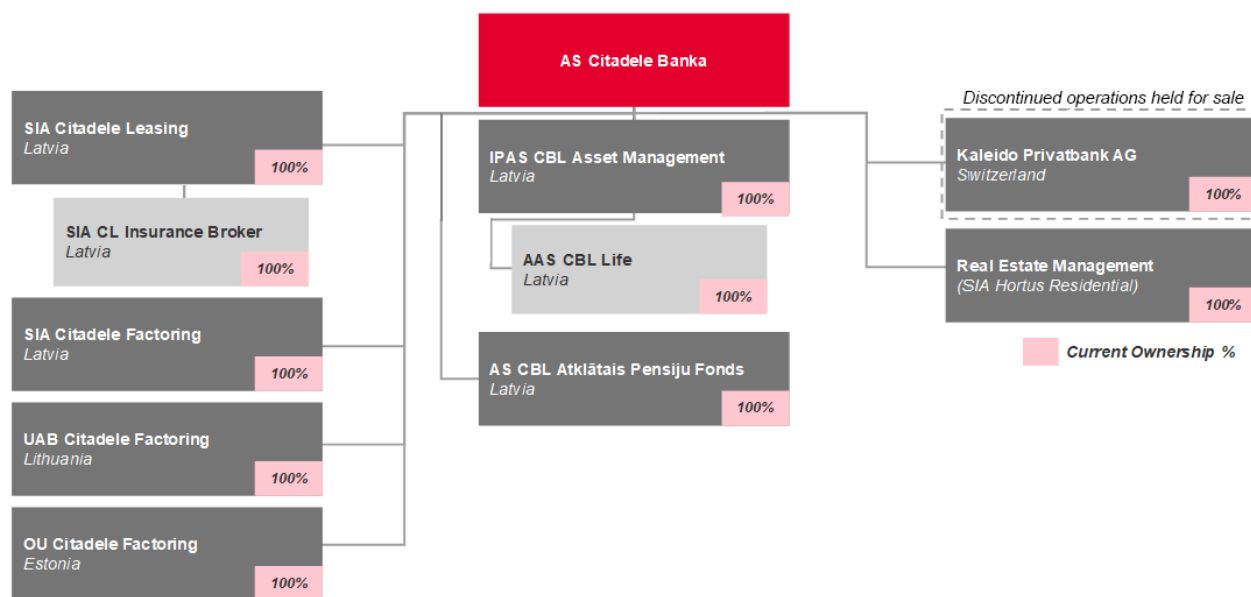 AS Citadele Banka
SIA Citadele Leasing
Latvia
100%
SIA CL Insurance Broker
Latvia
100%
SIA Citadele Factoring
Latvia
100%
UAB Citadele Factoring
Lithuania
100%
OU Citadele Factoring
Estonia
100%
IPAS CBL Asset Management
Latvia
100%
AAS CBL Life
Latvia
100%
AS CBL Atklātais Pensiju Fonds
Latvia
100%
Discontinued operations held for sale
Kaleido Privatbank AG
Switzerland
100%
Real Estate Management
(SIA Hortus Residential)
100%
Current Ownership %